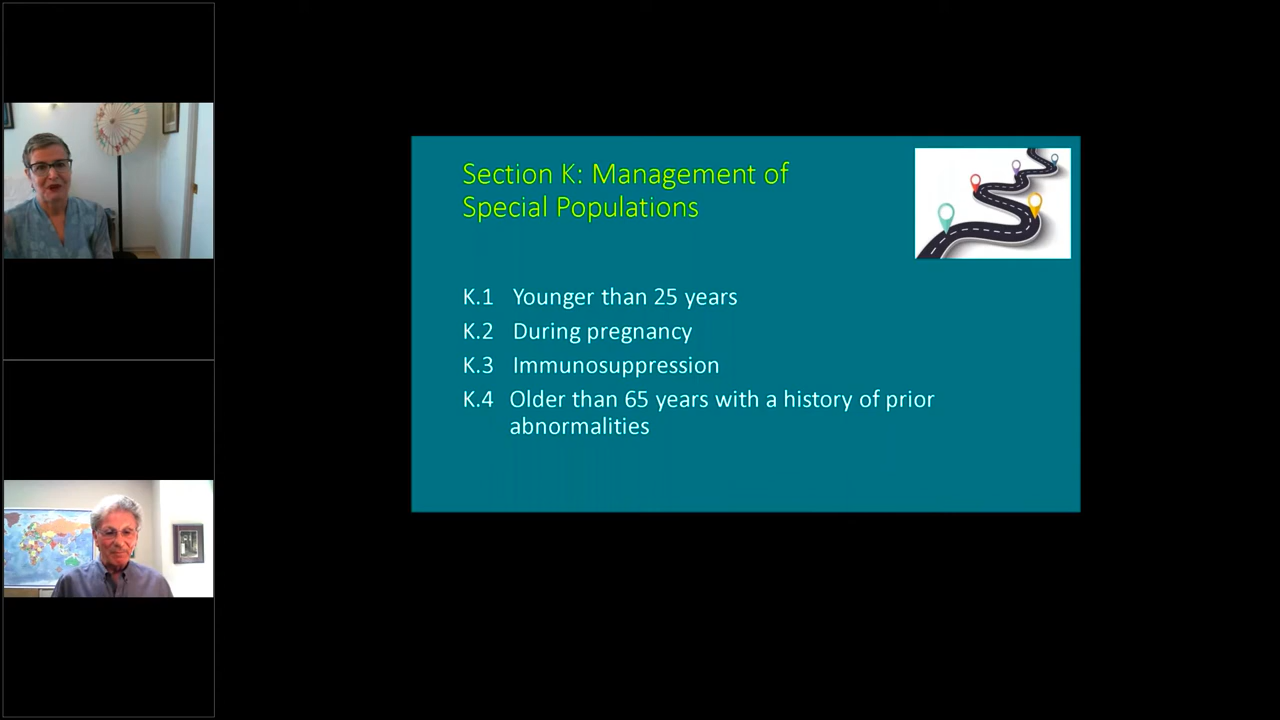 Section K: Management of
Special Populations
K.1 Younger than 25 years
K.2 During pregnancy
K.3 Immunosuppression
K.4 Older than 65 years with a history of prior
abnormalities